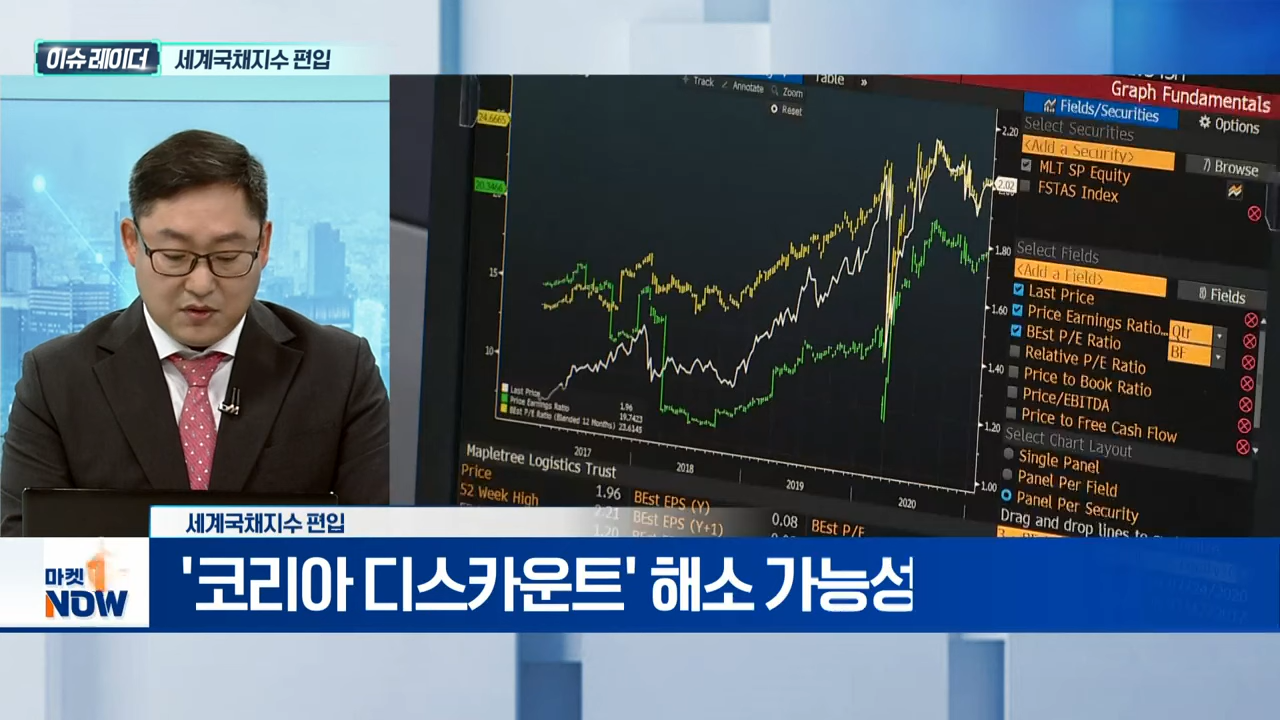 이슈 레이더
세계국채지수 편입
Track
Annotate
Zoom
Reset
Table
Graph Fundamentals
Fields/Securities
Options
Select Securities
<Add a Security>
Browse
MLT SP Equity
FSTAS Index
Select Fields
<Add a Field>
Fields
Last Price
Price Earnings Ratio... Qtr
BEst P/E Ratio BF
Relative P/E Ratio
Price to Book Ratio
Price/EBITDA
Price to Free Cash Flow
Select Chart Layout
Single Panel
Panel Per Field
Panel Per Security
Drag and drop lines to
24.6665
20.3466
15
10
2.20
2.02
1.80
1.60
1.40
1.20
1.00
Last Price 1.96
Price Earnings Ratio 19.7423
BEst P/E Ratio (Blended 12 Months) 23.6145
2017 2018 2019 2020
Mapletree Logistics Trust
Price 1.96 BEst EPS (Y) 0.08 BEst P/E
52 Week High 2.21 BEst EPS (Y+1)
1.20
세계국채지수 편입
마켓 1
NOW
'코리아 디스카운트' 해소 가능성